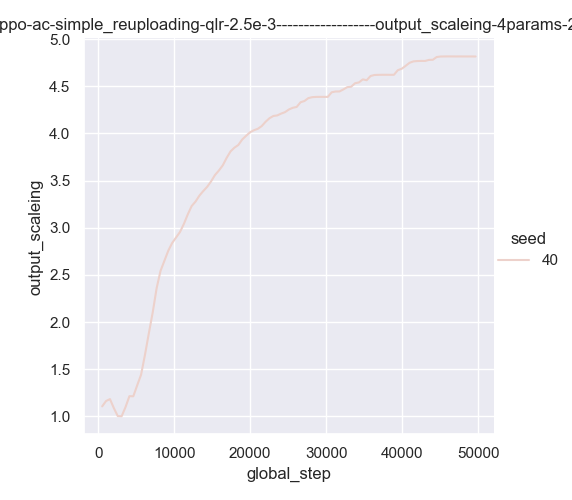 ppo-ac-simple_reuploading-qlr-2.5e-3------------------output_scaleing-4params-2
5.0
4.5
4.0
3.5
3.0
2.5
2.0
1.5
1.0
output_scaleing
0 10000 20000 30000 40000 50000
global_step
seed
40